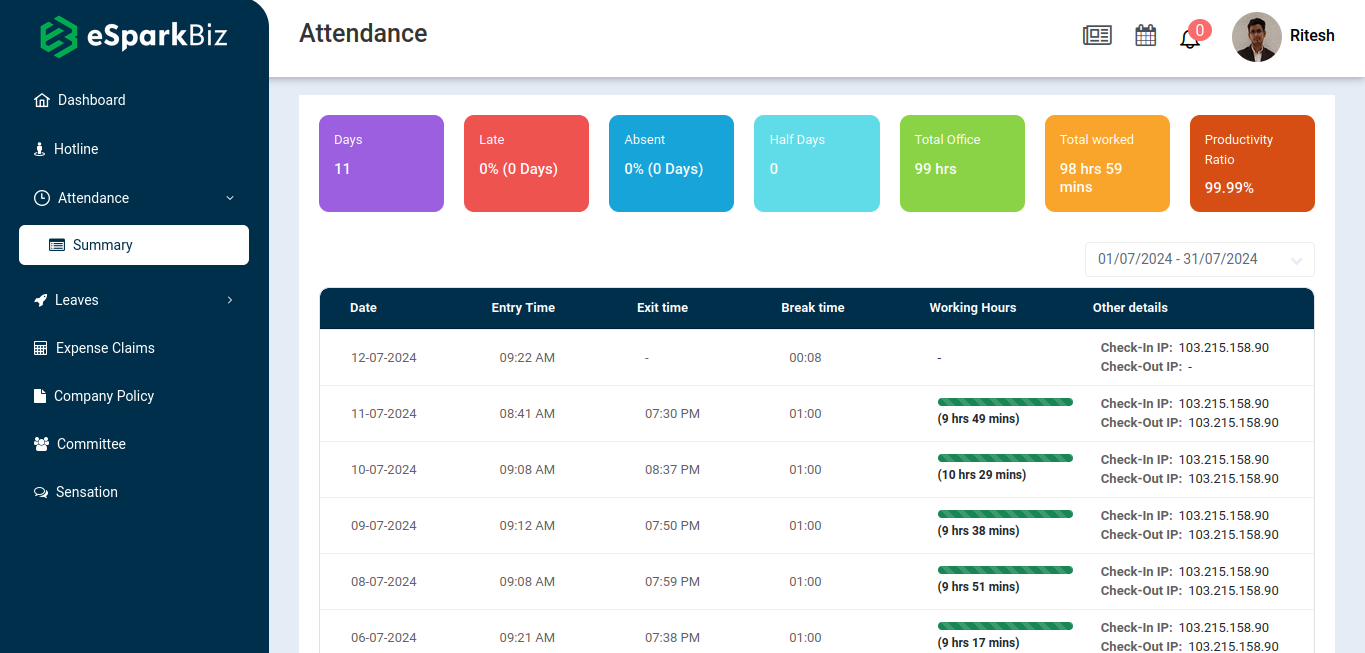 eSparkBiz
Attendance
0
Ritesh
Dashboard
Hotline
Attendance
Summary
Leaves
Expense Claims
Company Policy
Committee
Sensation
Days
11
Late
0% (0 Days)
Absent
0% (0 Days)
Half Days
0
Total Office
99 hrs
Total worked
98 hrs 59
mins
Productivity
Ratio
99.99%
01/07/2024 - 31/07/2024
Date Entry Time Exit time Break time Working Hours Other details
12-07-2024 09:22 AM - 00:08 - Check-In IP: 103.215.158.90
Check-Out IP: -
11-07-2024 08:41 AM 07:30 PM 01:00 (9 hrs 49 mins) Check-In IP: 103.215.158.90
Check-Out IP: 103.215.158.90
10-07-2024 09:08 AM 08:37 PM 01:00 (10 hrs 29 mins) Check-In IP: 103.215.158.90
Check-Out IP: 103.215.158.90
09-07-2024 09:12 AM 07:50 PM 01:00 (9 hrs 38 mins) Check-In IP: 103.215.158.90
Check-Out IP: 103.215.158.90
08-07-2024 09:08 AM 07:59 PM 01:00 (9 hrs 51 mins) Check-In IP: 103.215.158.90
Check-Out IP: 103.215.158.90
06-07-2024 09:21 AM 07:38 PM 01:00 (9 hrs 17 mins) Check-In IP: 103.215.158.90
Check-Out IP: 103.215.158.90